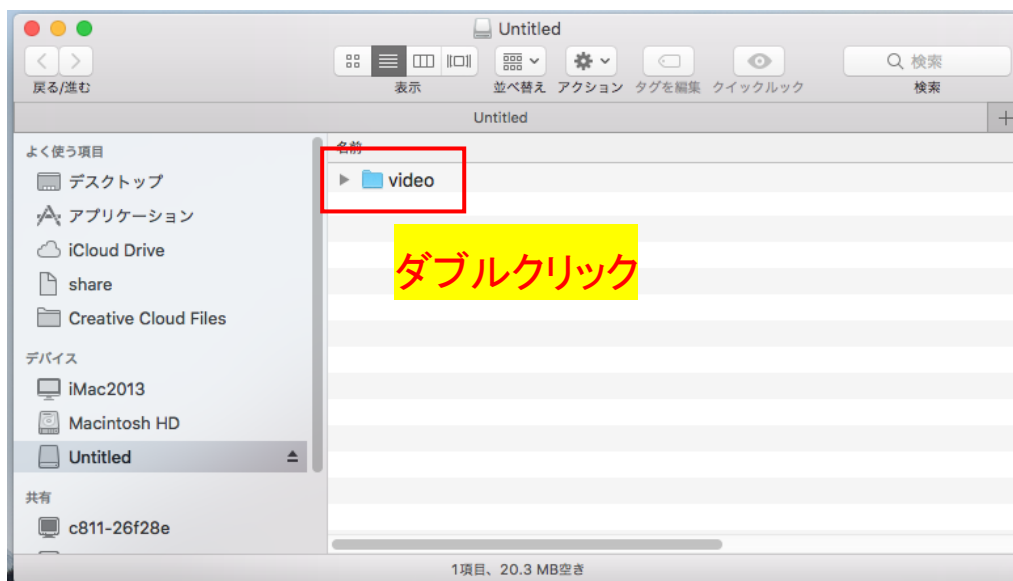 Untitled
検索
戻る/進む
表示
並べ替え
アクション
タグを編集
クイックルック
検索
Untitled
よく使う項目
デスクトップ
アプリケーション
iCloud Drive
share
Creative Cloud Files
デバイス
iMac2013
Macintosh HD
Untitled
共有
c811-26f28e
名前
video
ダブルクリック
1項目、20.3 MB空き